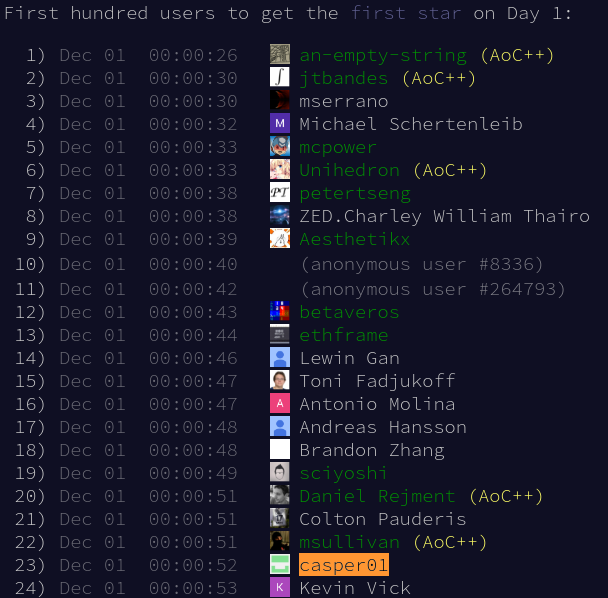 First hundred users to get the first star on Day 1:
1) Dec 01 00:00:26 an-empty-string (AoC++)
2) Dec 01 00:00:30 jtbandes (AoC++)
3) Dec 01 00:00:30 mserrano
4) Dec 01 00:00:32 M Michael Schertenleib
5) Dec 01 00:00:33 mcpower
6) Dec 01 00:00:33 Unihedron (AoC++)
7) Dec 01 00:00:38 PT petertseng
8) Dec 01 00:00:38 ZED.Charley William Thairo
9) Dec 01 00:00:39 Aesthetikx
10) Dec 01 00:00:40 (anonymous user #8336)
11) Dec 01 00:00:42 (anonymous user #264793)
12) Dec 01 00:00:43 betaveros
13) Dec 01 00:00:44 ethframe
14) Dec 01 00:00:46 Lewin Gan
15) Dec 01 00:00:47 Toni Fadjukoff
16) Dec 01 00:00:47 A Antonio Molina
17) Dec 01 00:00:48 Andreas Hansson
18) Dec 01 00:00:48 Brandon Zhang
19) Dec 01 00:00:49 sciyoshi
20) Dec 01 00:00:51 Daniel Rejment (AoC++)
21) Dec 01 00:00:51 Colton Pauderis
22) Dec 01 00:00:51 msullivan (AoC++)
23) Dec 01 00:00:52 casper01
24) Dec 01 00:00:53 K Kevin Vick